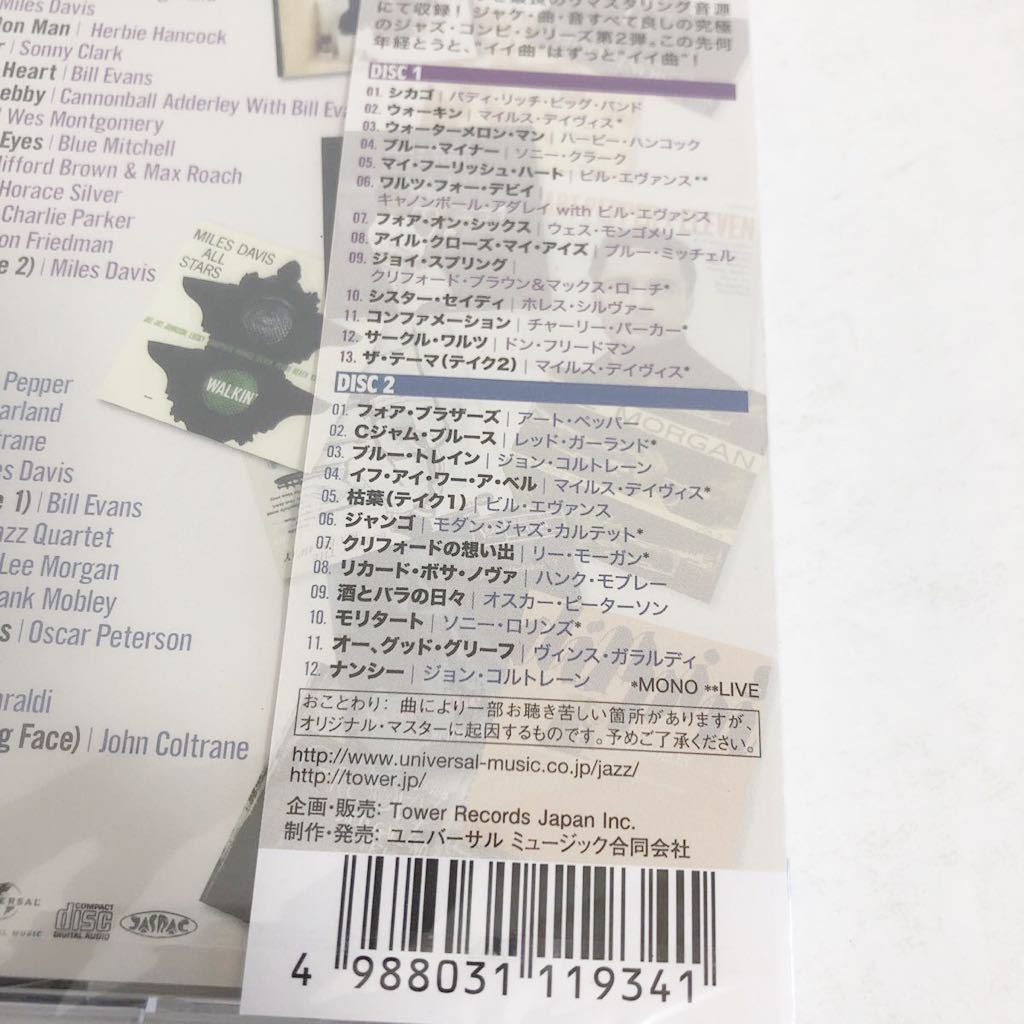 Miles Davis
on Man | Herbie Hancock
| Sonny Clark
Heart | Bill Evans
ebby | Cannonball Adderley With Bill Eva
Wes Montgomery
Eyes | Blue Mitchell
lifford Brown & Max Roach
Horace Silver
Charlie Parker
on Friedman
e 2) | Miles Davis
MILES DAVIS
ALL
STARS
WALKIN'
Pepper
arland
trane
es Davis
e 1) | Bill Evans
azz Quartet
Lee Morgan
ank Mobley
s | Oscar Peterson
araldi
g Face) | John Coltrane
COMPACT
disc
DIGITAL AUDIO
JASRAC
にて収録! ジャケ・曲・音すべて良しの究極
のジャズ・コンピ・シリーズ第2弾。この先何
年経とうと、“イイ曲”はずっと“イイ曲”!
DISC 1
01. シカゴ | バディ・リッチ・ビッグ・バンド
02. ウォーキン | マイルス・デイヴィス*
03. ウォーターメロン・マン | ハービー・ハンコック
04. ブルー・マイナー | ソニー・クラーク
05. マイ・フーリッシュ・ハート | ビル・エヴァンス**
06. ワルツ・フォー・デビイ
キャノンボール・アダレイ with ビル・エヴァンス
07. フォア・オン・シックス | ウェス・モンゴメリー
08. アイル・クローズ・マイ・アイズ | ブルー・ミッチェル
09. ジョイ・スプリング |
クリフォード・ブラウン&マックス・ローチ*
10. シスター・セイディ | ホレス・シルヴァー
11. コンファメーション | チャーリー・パーカー*
12. サークル・ワルツ | ドン・フリードマン
13. ザ・テーマ(テイク2) | マイルス・デイヴィス*
DISC 2
01. フォア・ブラザーズ | アート・ペッパー
02. Cジャム・ブルース | レッド・ガーランド*
03. ブルー・トレイン | ジョン・コルトレーン
04. イフ・アイ・ワー・ア・ベル | マイルス・デイヴィス*
05. 枯葉(テイク1) | ビル・エヴァンス
06. ジャンゴ | モダン・ジャズ・カルテット*
07. クリフォードの想い出 | リー・モーガン*
08. リカード・ボサ・ノヴァ | ハンク・モブレー
09. 酒とバラの日々 | オスカー・ピーターソン
10. モリタート | ソニー・ロリンズ*
11. オー、グッド・グリーフ | ヴィンス・ガラルディ
12. ナンシー | ジョン・コルトレーン *MONO **LIVE
おことわり: 曲により一部お聴き苦しい箇所がありますが、
オリジナル・マスターに起因するものです。予めご了承ください。
http://www.universal-music.co.jp/jazz/
http://tower.jp/
企画・販売: Tower Records Japan Inc.
制作・発売: ユニバーサル ミュージック合同会社
4 988031 119341